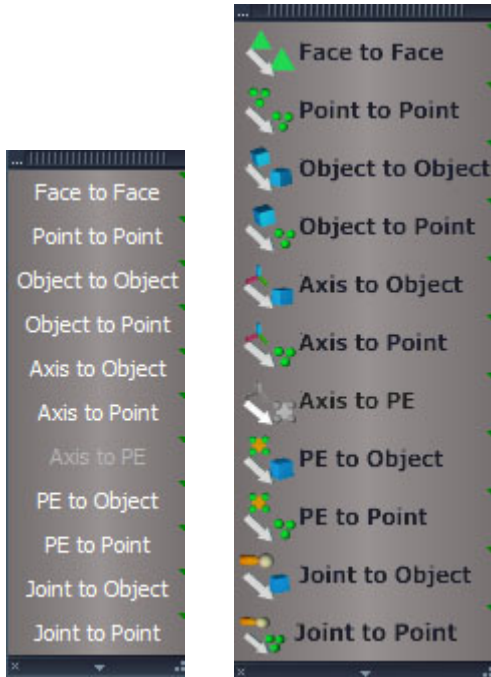 ...
Face to Face
Point to Point
Object to Object
Object to Point
Axis to Object
Axis to Point
Axis to PE
PE to Object
PE to Point
Joint to Object
Joint to Point
...
Face to Face
Point to Point
Object to Object
Object to Point
Axis to Object
Axis to Point
Axis to PE
PE to Object
PE to Point
Joint to Object
Joint to Point